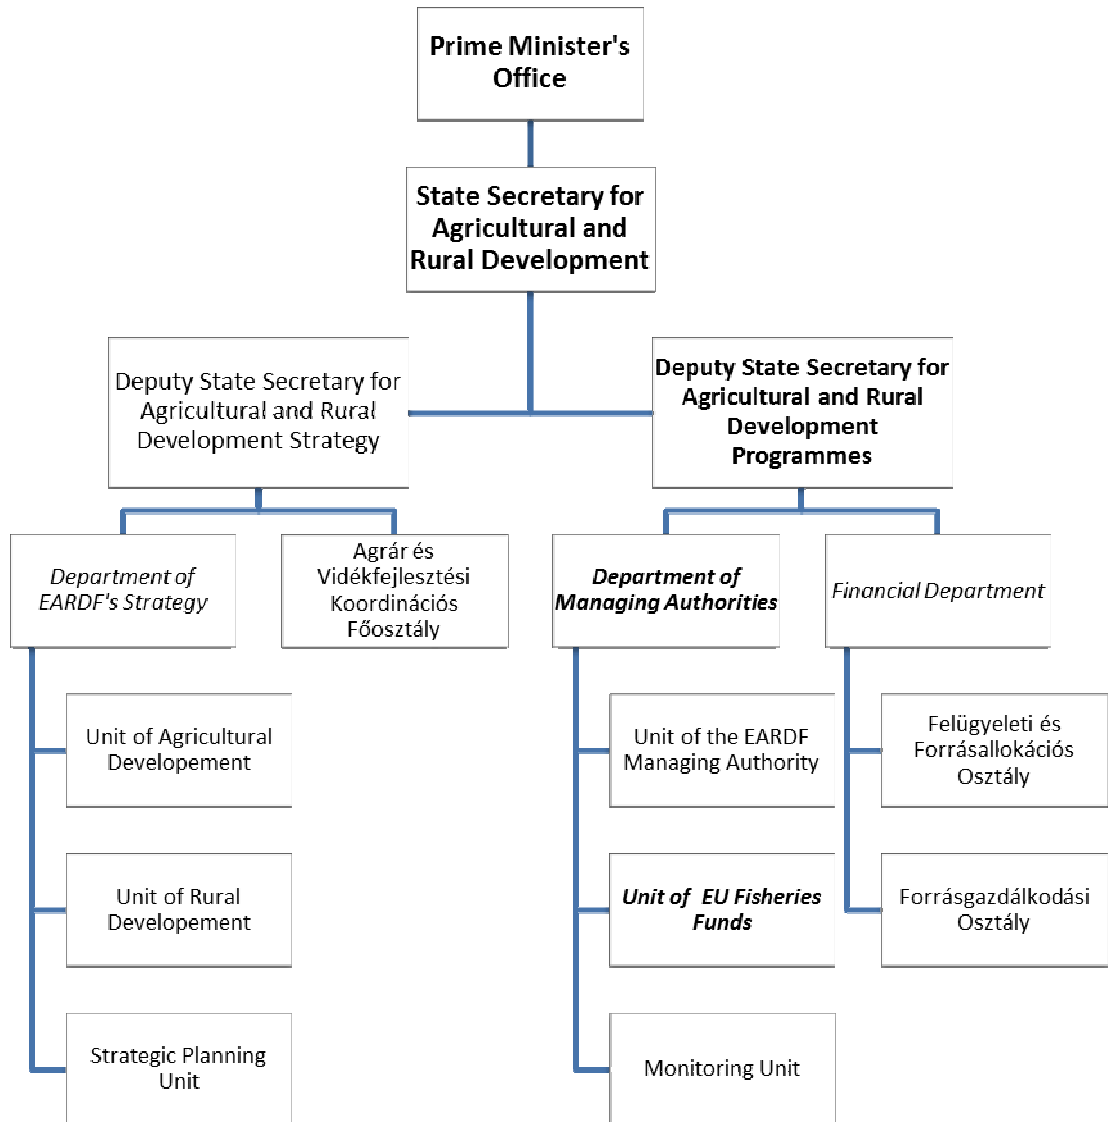 Prime Minister's
Office
State Secretary for
Agricultural and
Rural Development
Deputy State Secretary for
Agricultural and Rural
Development Strategy
Deputy State Secretary for
Agricultural and Rural
Development
Programmes
Department of
EARDF's Strategy
Agrár és
Vidékfejlesztési
Koordinációs
Főosztály
Department of
Managing Authorities
Financial Department
Unit of Agricultural
Developement
Unit of Rural
Developement
Strategic Planning
Unit
Unit of the EARDF
Managing Authority
Unit of EU Fisheries
Funds
Monitoring Unit
Felügyeleti és
Forrásallokációs
Osztály
Forrásgazdálkodási
Osztály